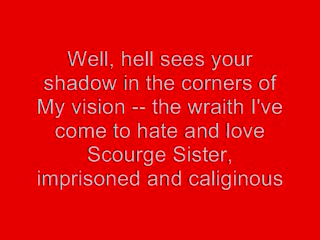 Well, hell sees your
shadow in the corners of
My vision -- the wraith I've
come to hate and love
Scourge Sister,
imprisoned and caliginous